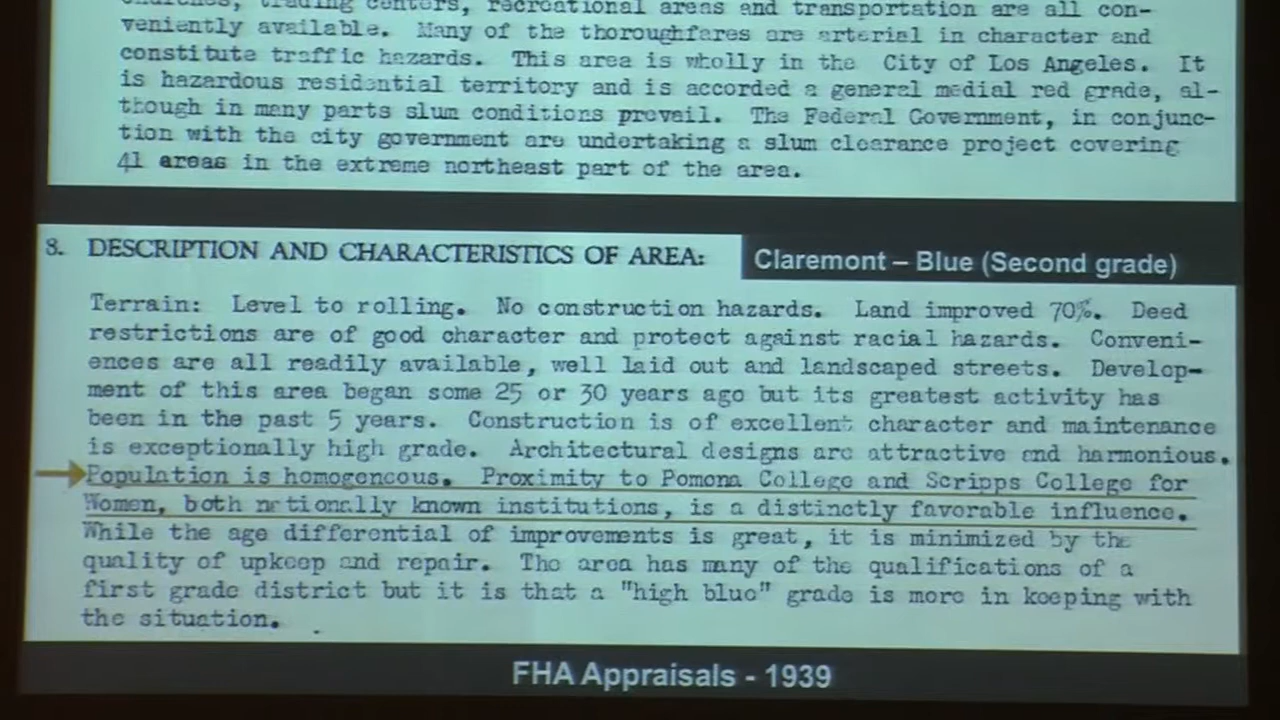 churches, trading centers, recreational areas and transportation are all con-
veniently available. Many of the thoroughfares are arterial in character and
constitute traffic hazards. This area is wholly in the City of Los Angeles. It
is hazardous residential territory and is accorded a general medial red grade, al-
though in many parts slum conditions prevail. The Federal Government, in conjunc-
tion with the city government are undertaking a slum clearance project covering
41 areas in the extreme northeast part of the area.
8. DESCRIPTION AND CHARACTERISTICS OF AREA:
Claremont – Blue (Second grade)
Terrain: Level to rolling. No construction hazards. Land improved 70%. Deed
restrictions are of good character and protect against racial hazards. Conveni-
ences are all readily available, well laid out and landscaped streets. Develop-
ment of this area began some 25 or 30 years ago but its greatest activity has
been in the past 5 years. Construction is of excellent character and maintenance
is exceptionally high grade. Architectural designs are attractive and harmonious.
Population is homogeneous. Proximity to Pomona College and Scripps College for
Women, both nationally known institutions, is a distinctly favorable influence.
While the age differential of improvements is great, it is minimized by the
quality of upkeep and repair. The area has many of the qualifications of a
first grade district but it is that a "high blue" grade is more in keeping with
the situation.
FHA Appraisals - 1939